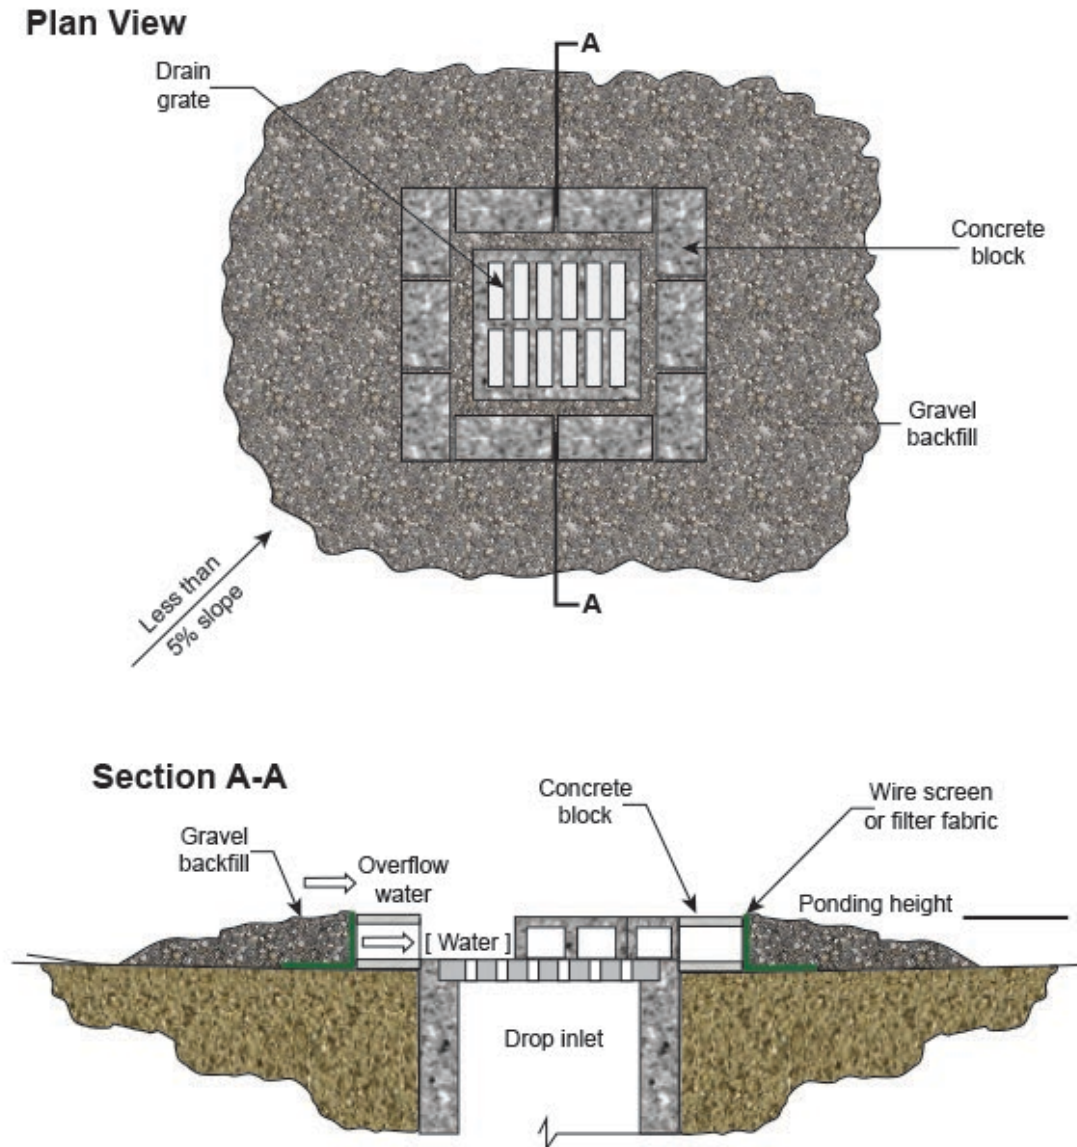 Plan View
A
Drain
grate
Concrete
block
Gravel
backfill
Less than
5% slope
A
Section A-A
Gravel
backfill
Overflow
water
Concrete
block
Wire screen
or filter fabric
Ponding height
[ Water ]
Drop inlet